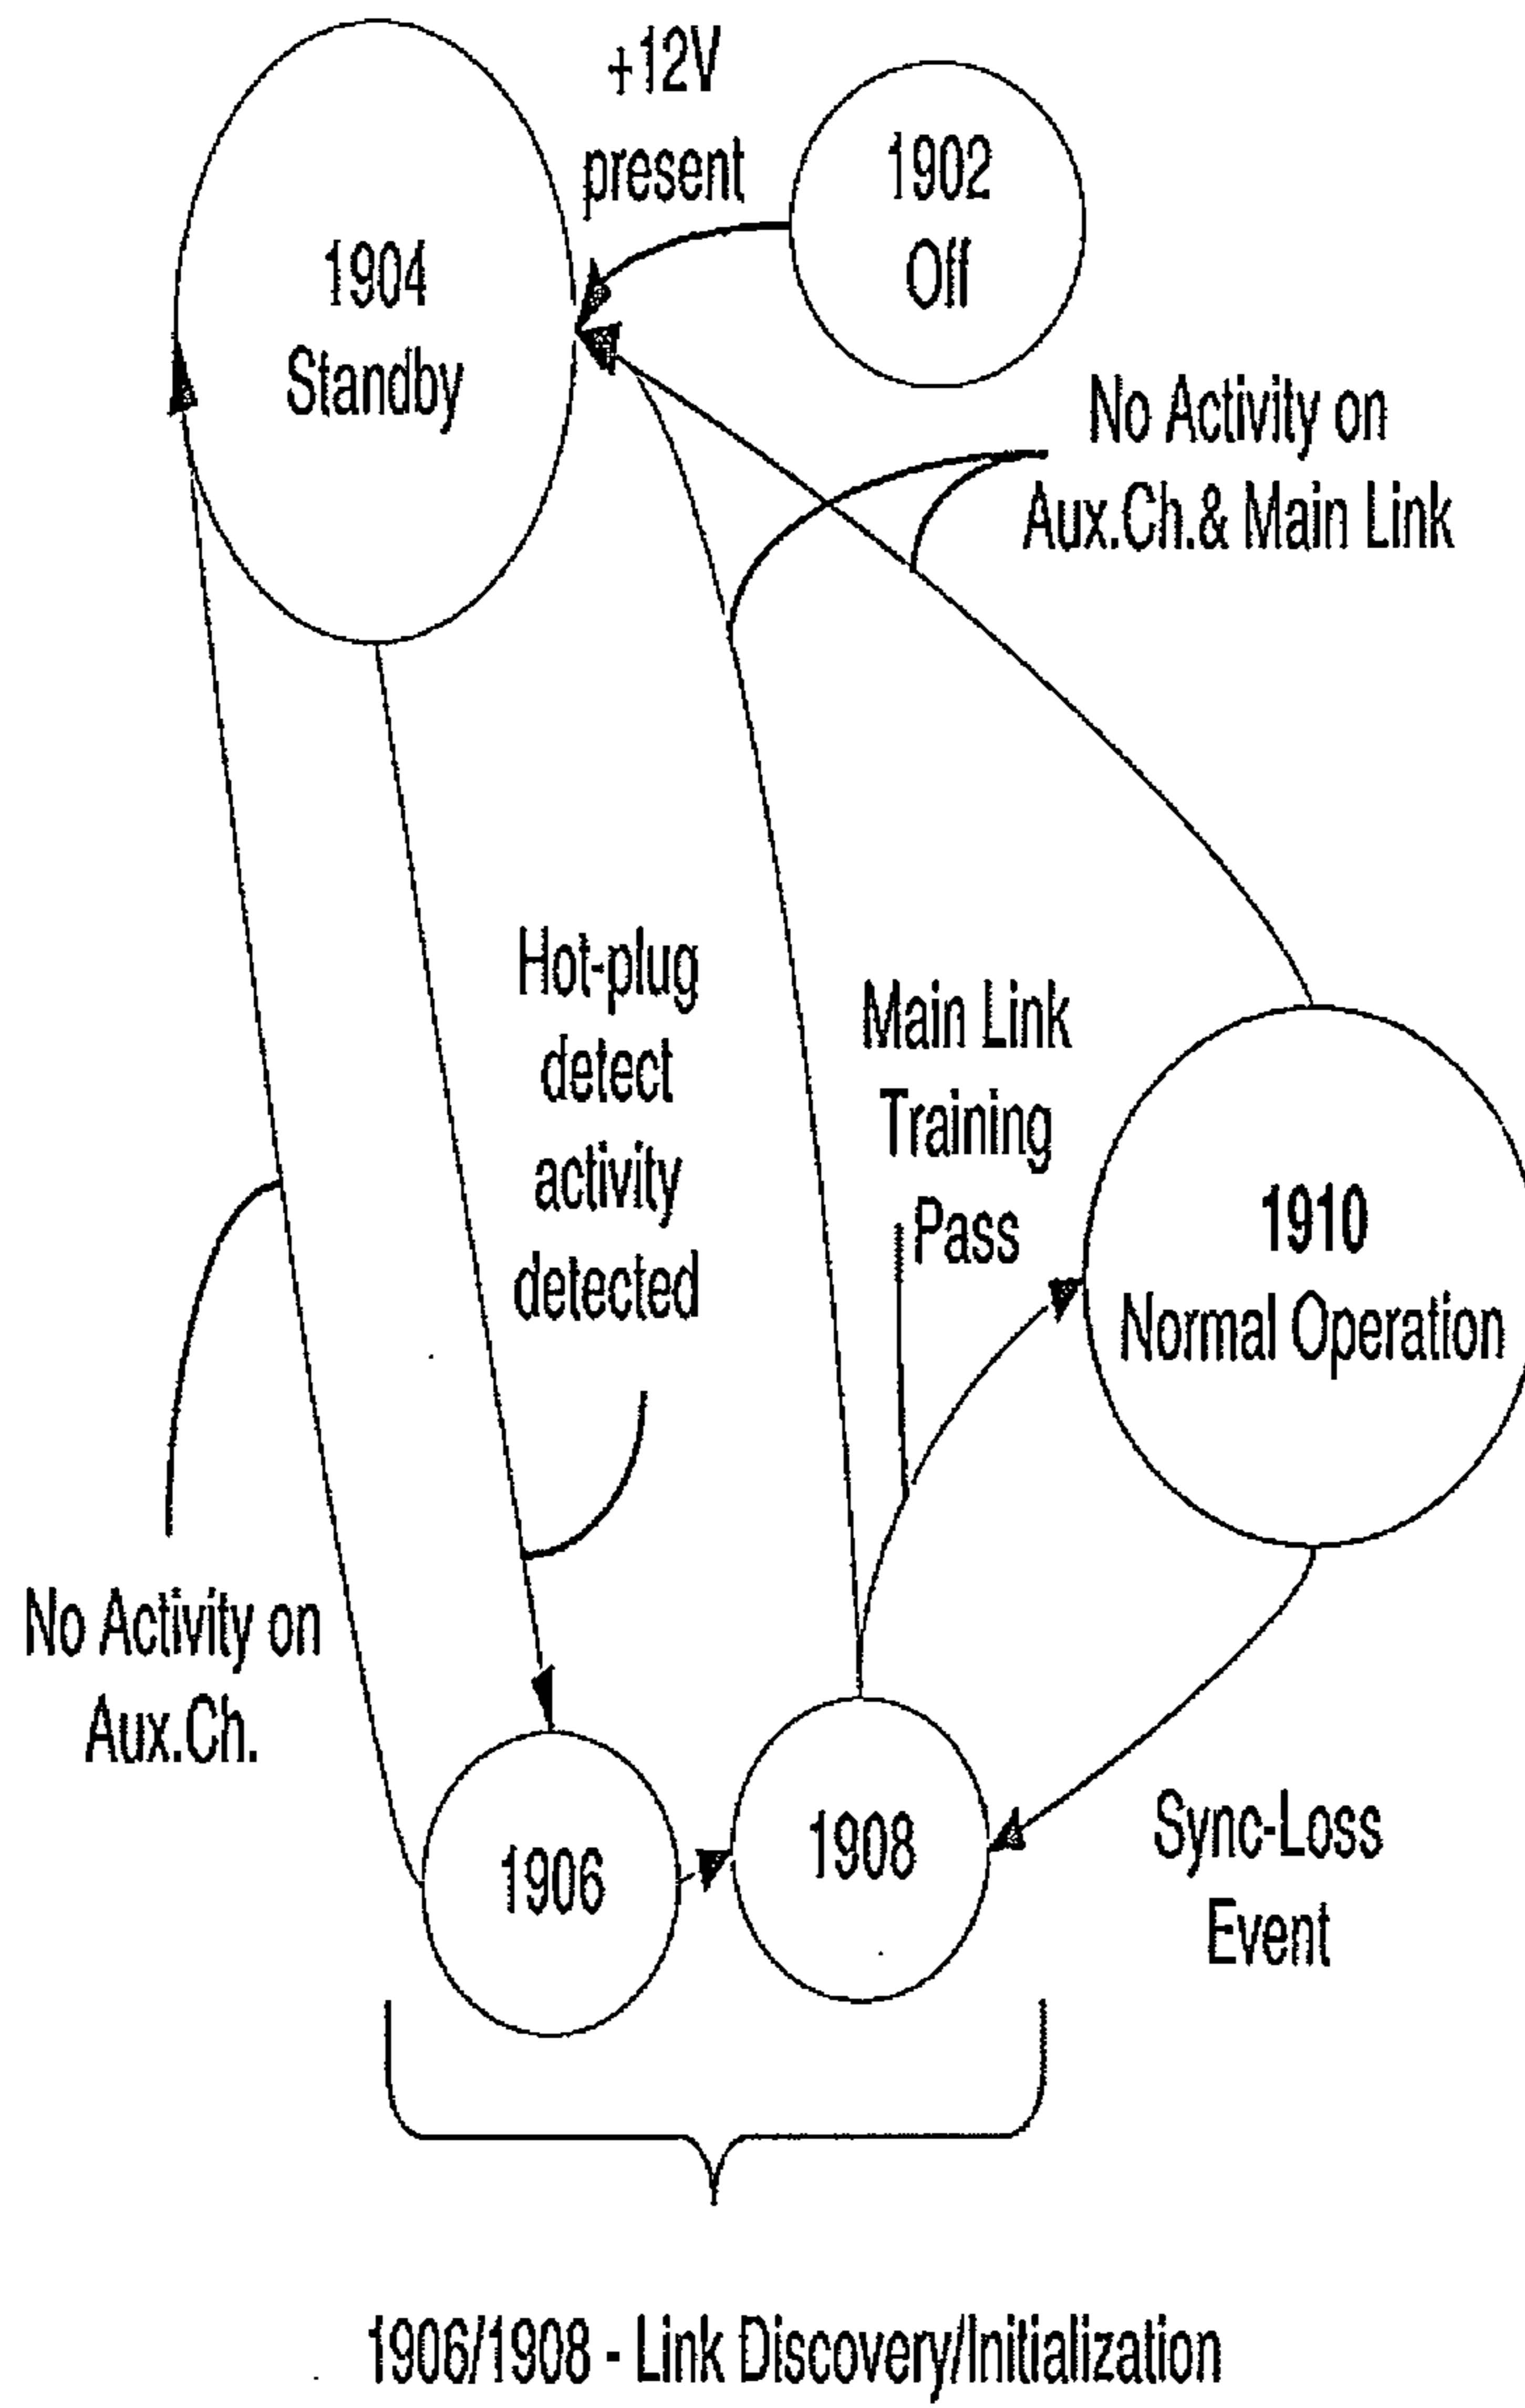 +12V
present
1902
Off
1904
Standby
No Activity on
Aux.Ch.& Main Link
Hot-plug
detect
activity
detected
Main Link
Training
Pass
1910
Normal Operation
No Activity on
Aux.Ch.
1906
1908
Sync-Loss
Event
1906/1908 - Link Discovery/Initialization